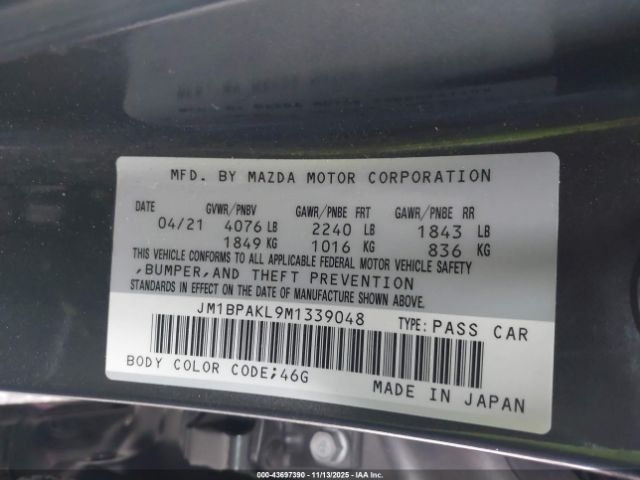 MFD. BY MAZDA MOTOR CORPORATION
DATE GVWR/PNBV GAWR/PNBE FRT GAWR/PNBE RR
04/21 4076 LB 2240 LB 1843 LB
1849 KG 1016 KG 836 KG
THIS VEHICLE CONFORMS TO ALL APPLICABLE FEDERAL MOTOR VEHICLE SAFETY
,BUMPER,AND THEFT PREVENTION
STANDARDS IN EFFECT ON THE DATE OF MANUFACTURE SHOWN ABOVE.
JM1BPAKL9M1339048 TYPE: PASS CAR
BODY COLOR CODE;46G MADE IN JAPAN
000-43697390 - 11/13/2025 - IAA, INC.